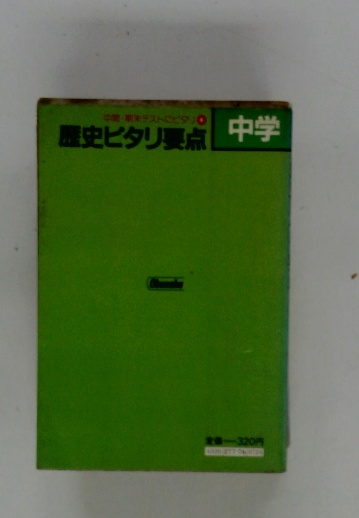 中間・期末テストにピタリ
歴史ピタリ要点
中学
定価──320円